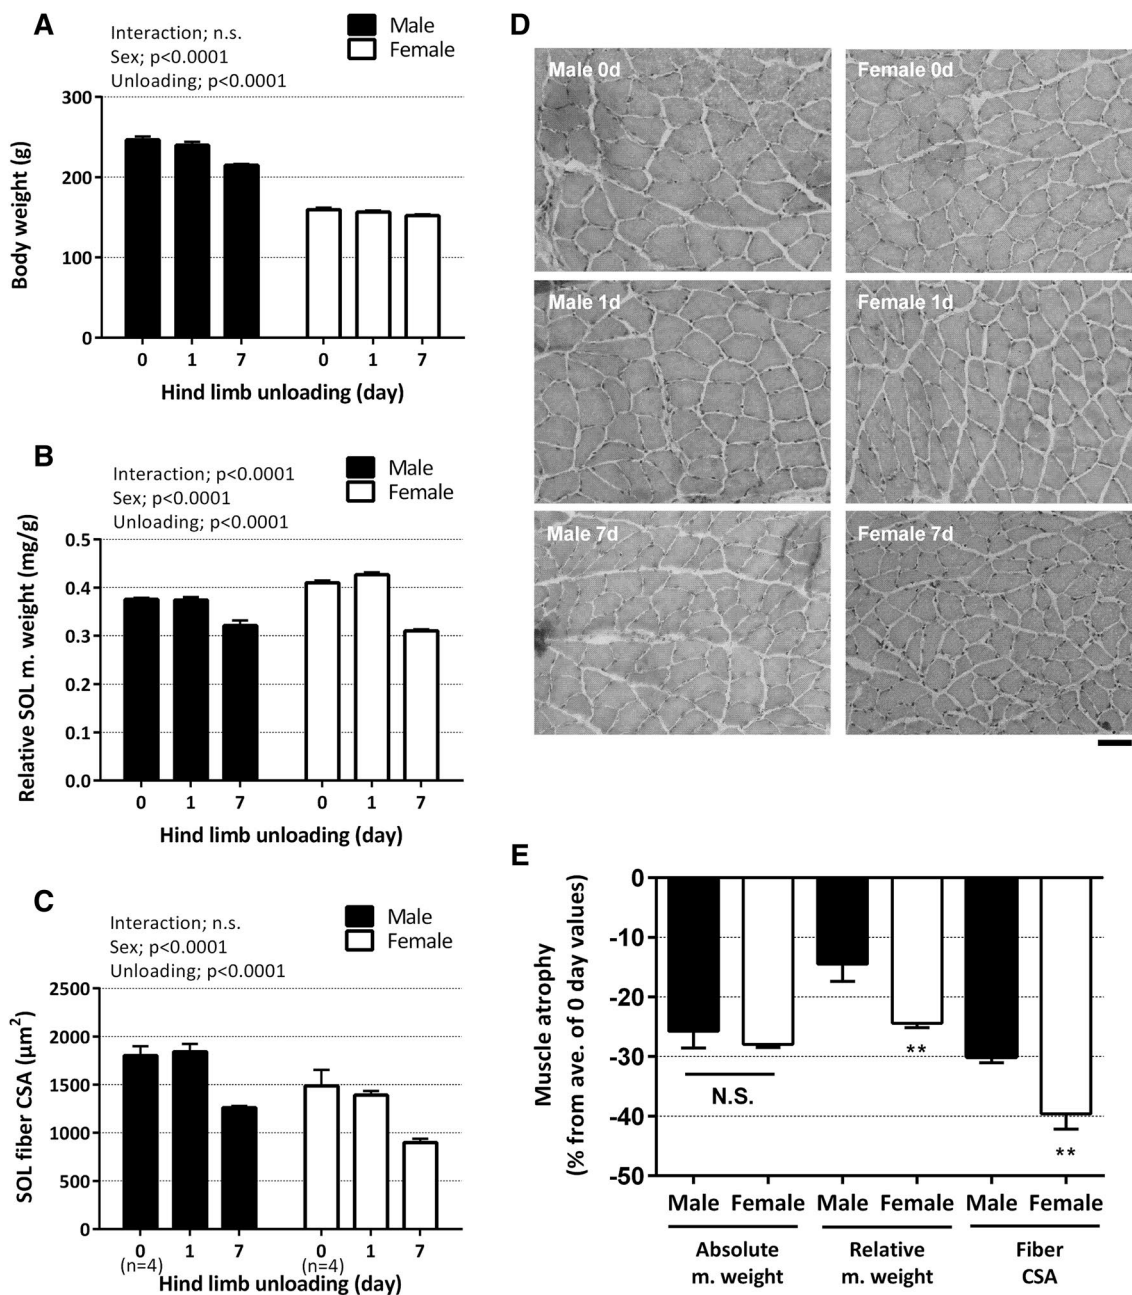 A
Interaction; n.s.
Sex; p<0.0001
Unloading; p<0.0001
Male
Female
Body weight (g)
300
200
100
0
0 1 7 0 1 7
Hind limb unloading (day)
B
Interaction; p<0.0001
Sex; p<0.0001
Unloading; p<0.0001
Male
Female
Relative SOL m. weight (mg/g)
0.5
0.4
0.3
0.2
0.1
0.0
0 1 7 0 1 7
Hind limb unloading (day)
C
Interaction; n.s.
Sex; p<0.0001
Unloading; p<0.0001
Male
Female
SOL fiber CSA (µm²)
2500
2000
1500
1000
500
0
0 1 7 0 1 7
(n=4) (n=4)
Hind limb unloading (day)
D
Male 0d
Female 0d
Male 1d
Female 1d
Male 7d
Female 7d
E
Muscle atrophy
(% from ave. of 0 day values)
0
-10
-20
-30
-40
-50
N.S.
**
**
Male Female Male Female Male Female
Absolute
m. weight
Relative
m. weight
Fiber
CSA